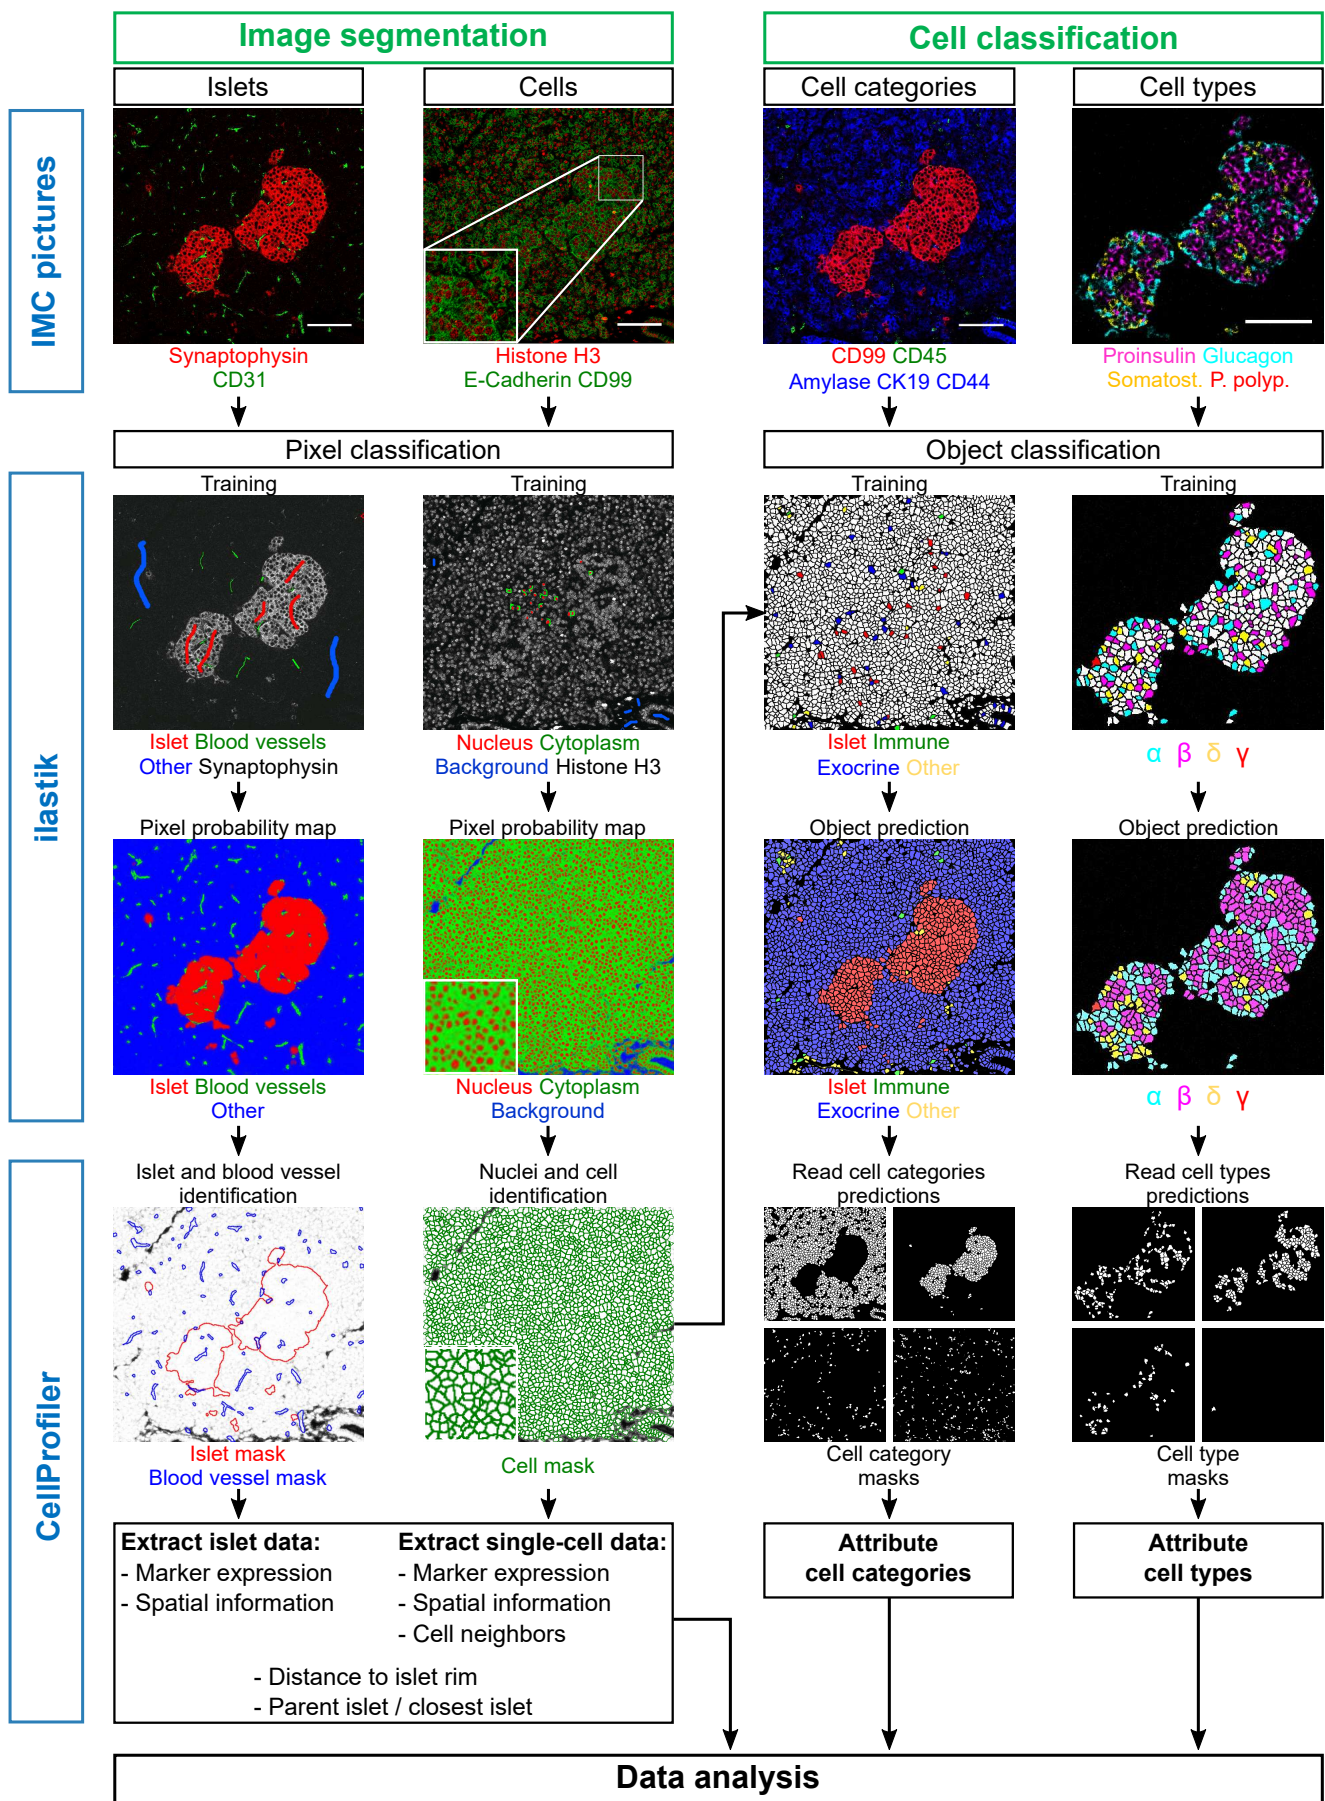 Image segmentation
Cell classification
Islets
Cells
Cell categories
Cell types
IMC pictures
Synaptophysin
CD31
Histone H3
E-Cadherin CD99
CD99 CD45
Amylase CK19 CD44
Proinsulin Glucagon
Somatost. P. polyp.
Pixel classification
Object classification
ilastik
Training
Training
Training
Training
Islet Blood vessels
Other Synaptophysin
Nucleus Cytoplasm
Background Histone H3
Islet Immune
Exocrine Other
α β δ γ
Pixel probability map
Pixel probability map
Object prediction
Object prediction
Islet Blood vessels
Other
Nucleus Cytoplasm
Background
Islet Immune
Exocrine Other
α β δ γ
CellProfiler
Islet and blood vessel
identification
Nuclei and cell
identification
Read cell categories
predictions
Read cell types
predictions
Islet mask
Blood vessel mask
Cell mask
Cell category
masks
Cell type
masks
Extract islet data:
- Marker expression
- Spatial information
Extract single-cell data:
- Marker expression
- Spatial information
- Cell neighbors
- Distance to islet rim
- Parent islet / closest islet
Attribute
cell categories
Attribute
cell types
Data analysis